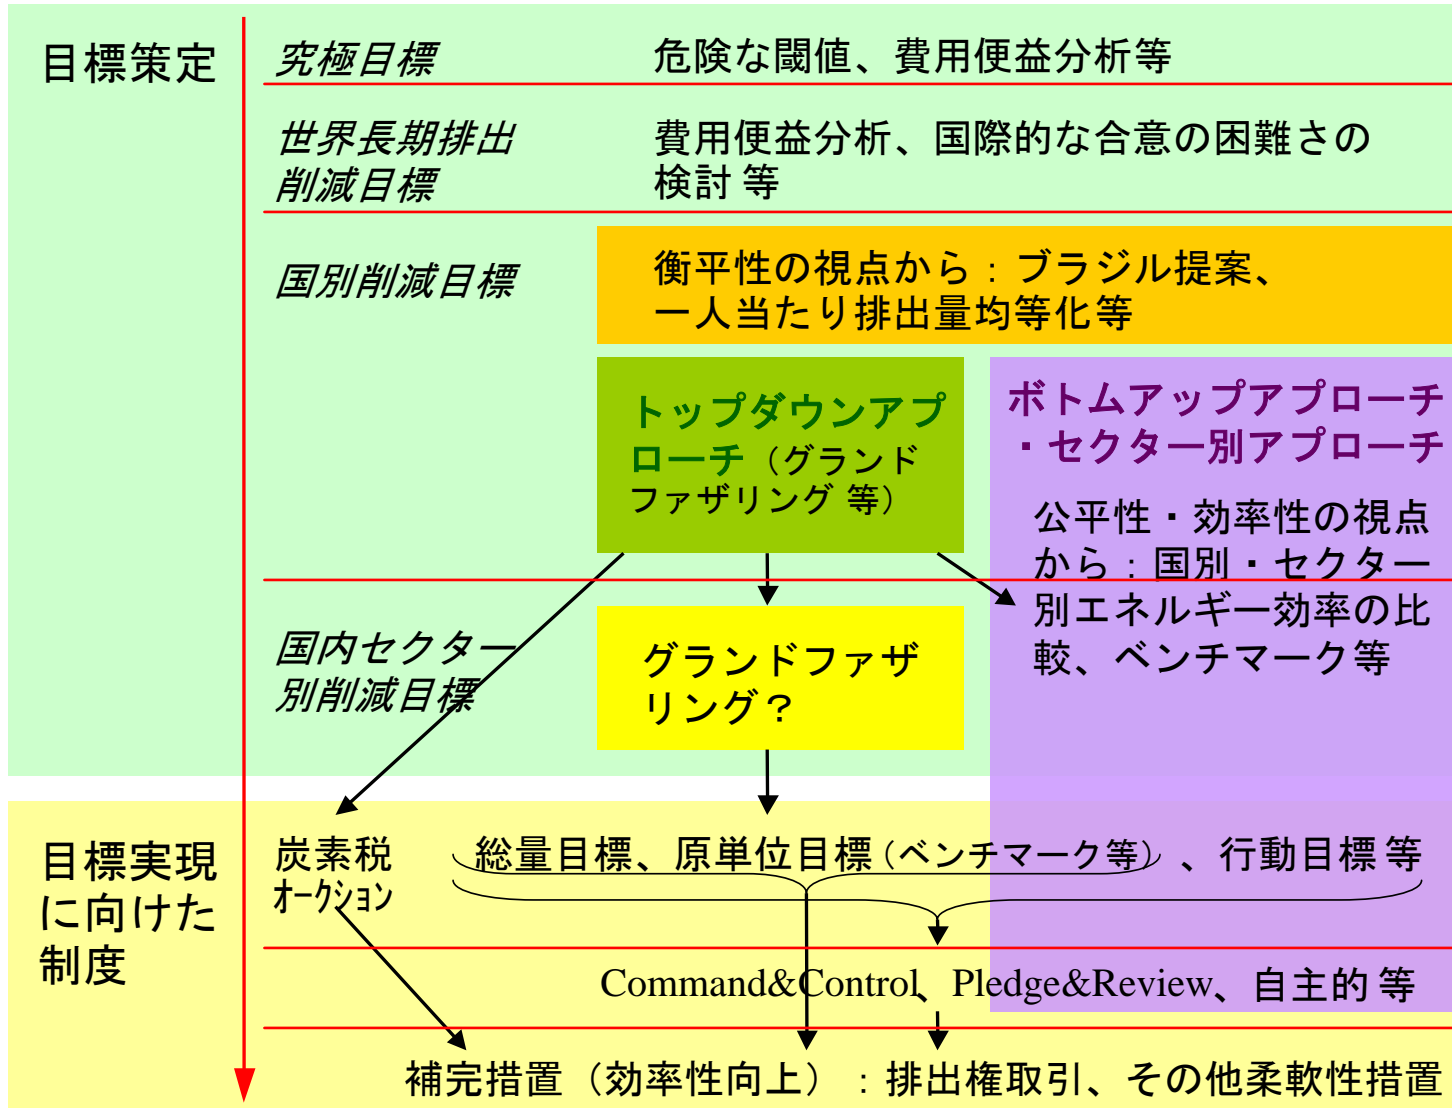 目標策定
究極目標
危険な閾値、費用便益分析等
世界長期排出
削減目標
費用便益分析、国際的な合意の困難さの
検討 等
国別削減目標
衡平性の視点から：ブラジル提案、
一人当たり排出量均等化等
トップダウンアプ
ローチ（グランド
ファザリング 等）
ボトムアップアプローチ
・セクター別アプローチ
公平性・効率性の視点
から：国別・セクター
別エネルギー効率の比
較、ベンチマーク等
国内セクター
別削減目標
グランドファザ
リング？
目標実現
に向けた
制度
炭素税
オークション
総量目標、原単位目標（ベンチマーク等）、行動目標 等
Command&Control、Pledge&Review、自主的 等
補完措置（効率性向上）：排出権取引、その他柔軟性措置